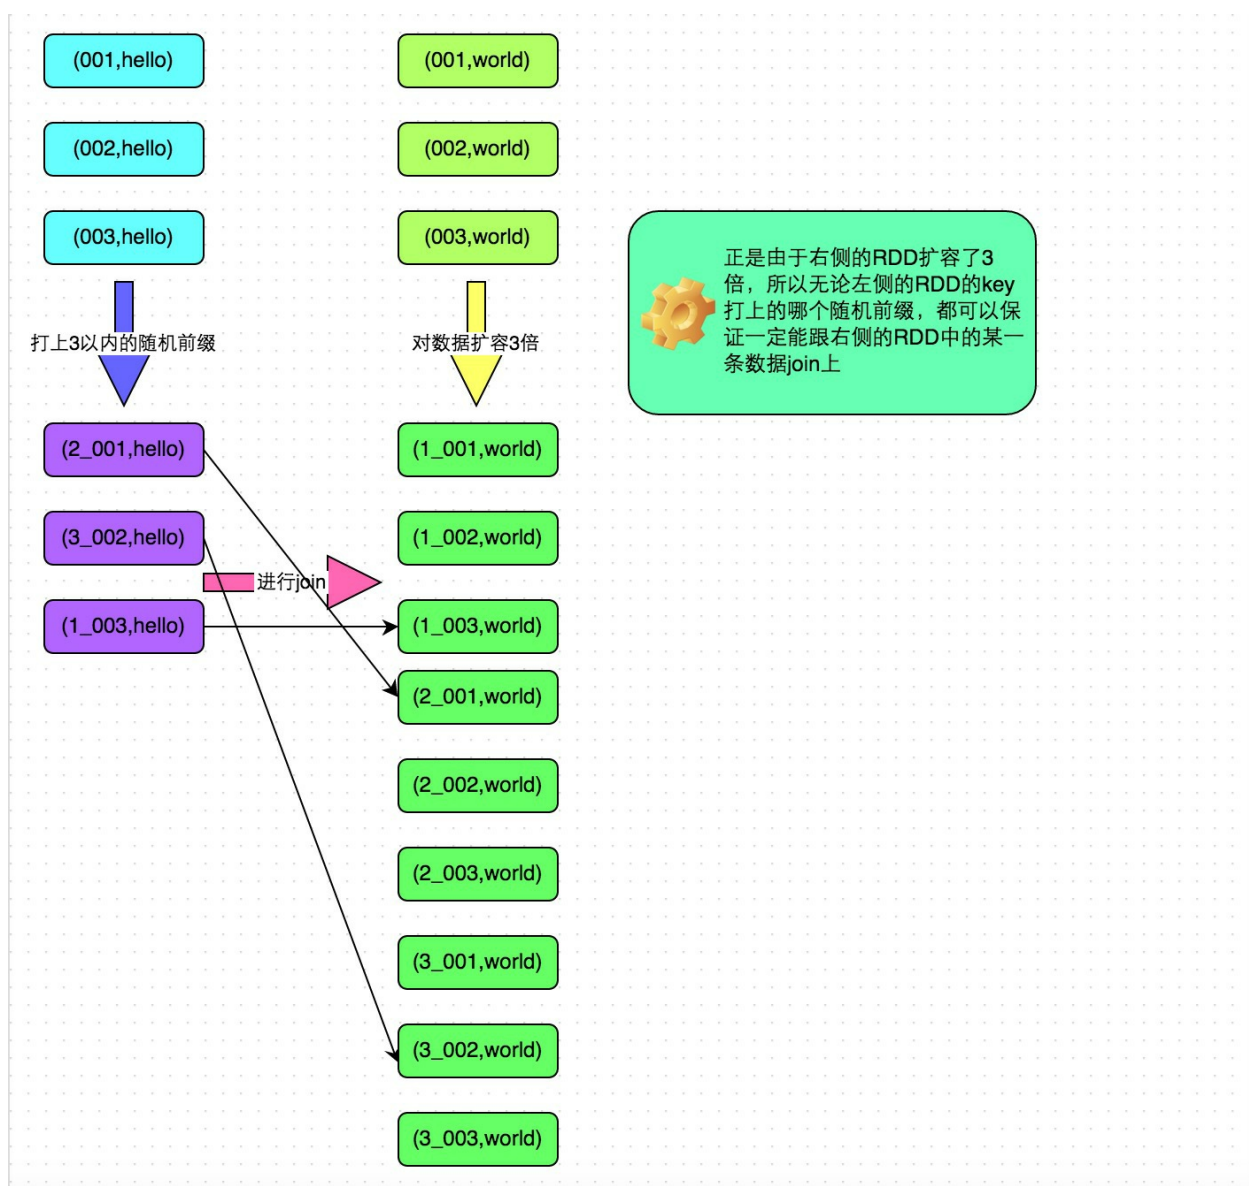 (001,hello)
(001,world)
(002,hello)
(002,world)
(003,hello)
(003,world)
正是由于右侧的RDD扩容了3
倍，所以无论左侧的RDD的key
打上的哪个随机前缀，都可以保
证一定能跟右侧的RDD中的某一
条数据join上
打上3以内的随机前缀
对数据扩容3倍
(2_001,hello)
(1_001,world)
(3_002,hello)
(1_002,world)
进行join
(1_003,hello)
(1_003,world)
(2_001,world)
(2_002,world)
(2_003,world)
(3_001,world)
(3_002,world)
(3_003,world)